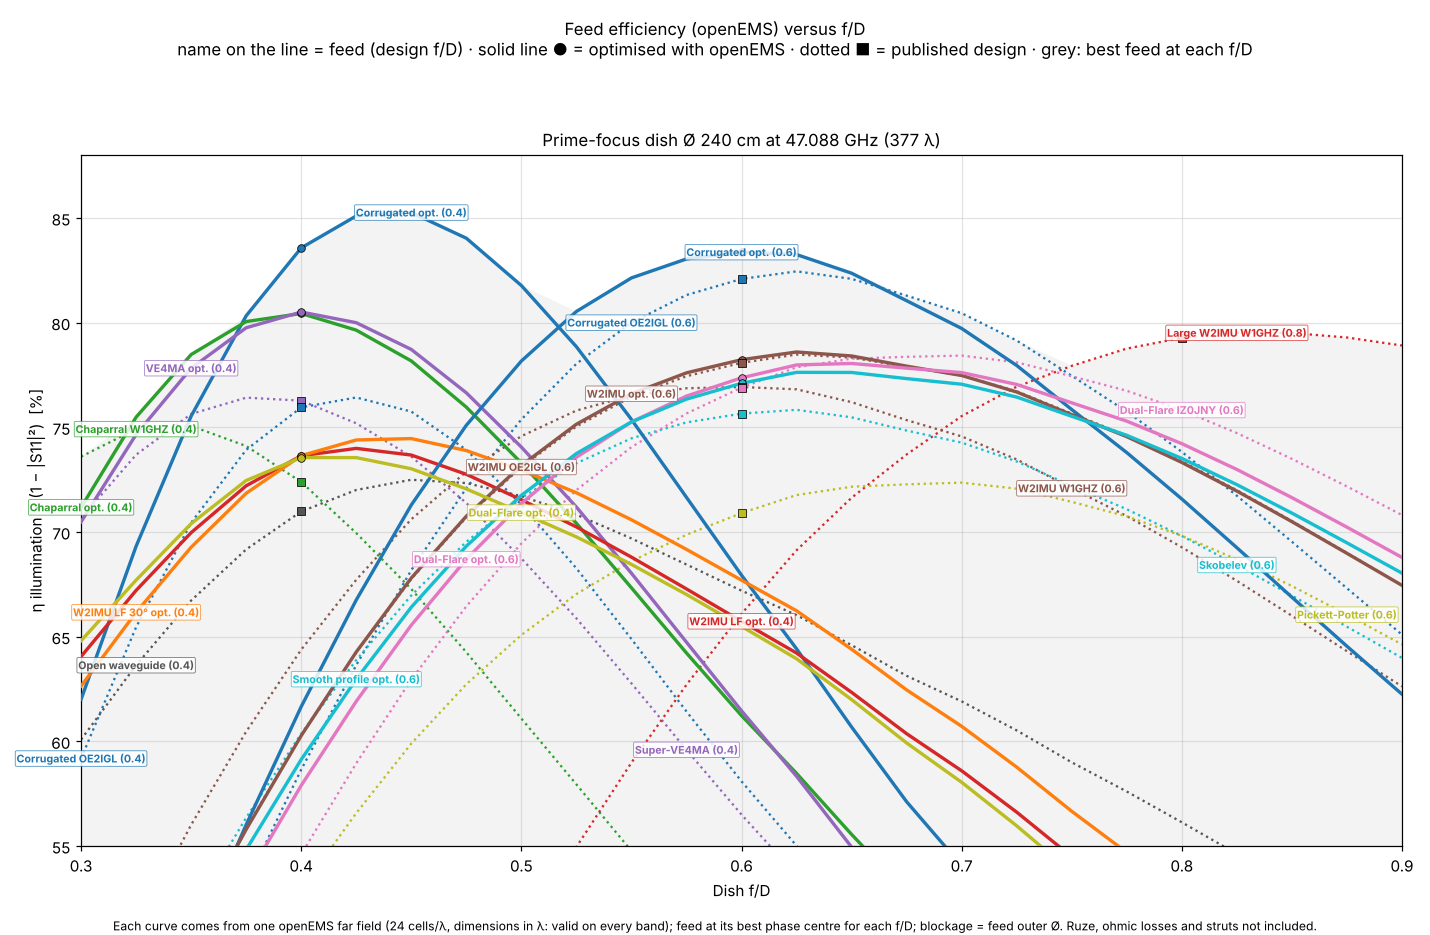 Feed efficiency (openEMS) versus f/D
name on the line = feed (design f/D) · solid line ● = optimised with openEMS · dotted ■ = published design · grey: best feed at each f/D
Prime-focus dish Ø 240 cm at 47.088 GHz (377 λ)
η illumination (1 − |S11|²) [%]
85
80
75
70
65
60
55
Corrugated opt. (0.4)
Corrugated opt. (0.6)
Corrugated OE2IGL (0.6)
Large W2IMU W1GHZ (0.8)
VE4MA opt. (0.4)
W2IMU opt. (0.6)
Dual-Flare IZ0JNY (0.6)
Chaparral W1GHZ (0.4)
W2IMU OE2IGL (0.6)
W2IMU W1GHZ (0.6)
Chaparral opt. (0.4)
Dual-Flare opt. (0.4)
Dual-Flare opt. (0.6)
Skobelev (0.6)
W2IMU LF 30° opt. (0.4)
W2IMU LF opt. (0.4)
Pickett-Potter (0.6)
Open waveguide (0.4)
Smooth profile opt. (0.6)
Super-VE4MA (0.4)
Corrugated OE2IGL (0.4)
0.3 0.4 0.5 0.6 0.7 0.8 0.9
Dish f/D
Each curve comes from one openEMS far field (24 cells/λ, dimensions in λ: valid on every band); feed at its best phase centre for each f/D; blockage = feed outer Ø. Ruze, ohmic losses and struts not included.